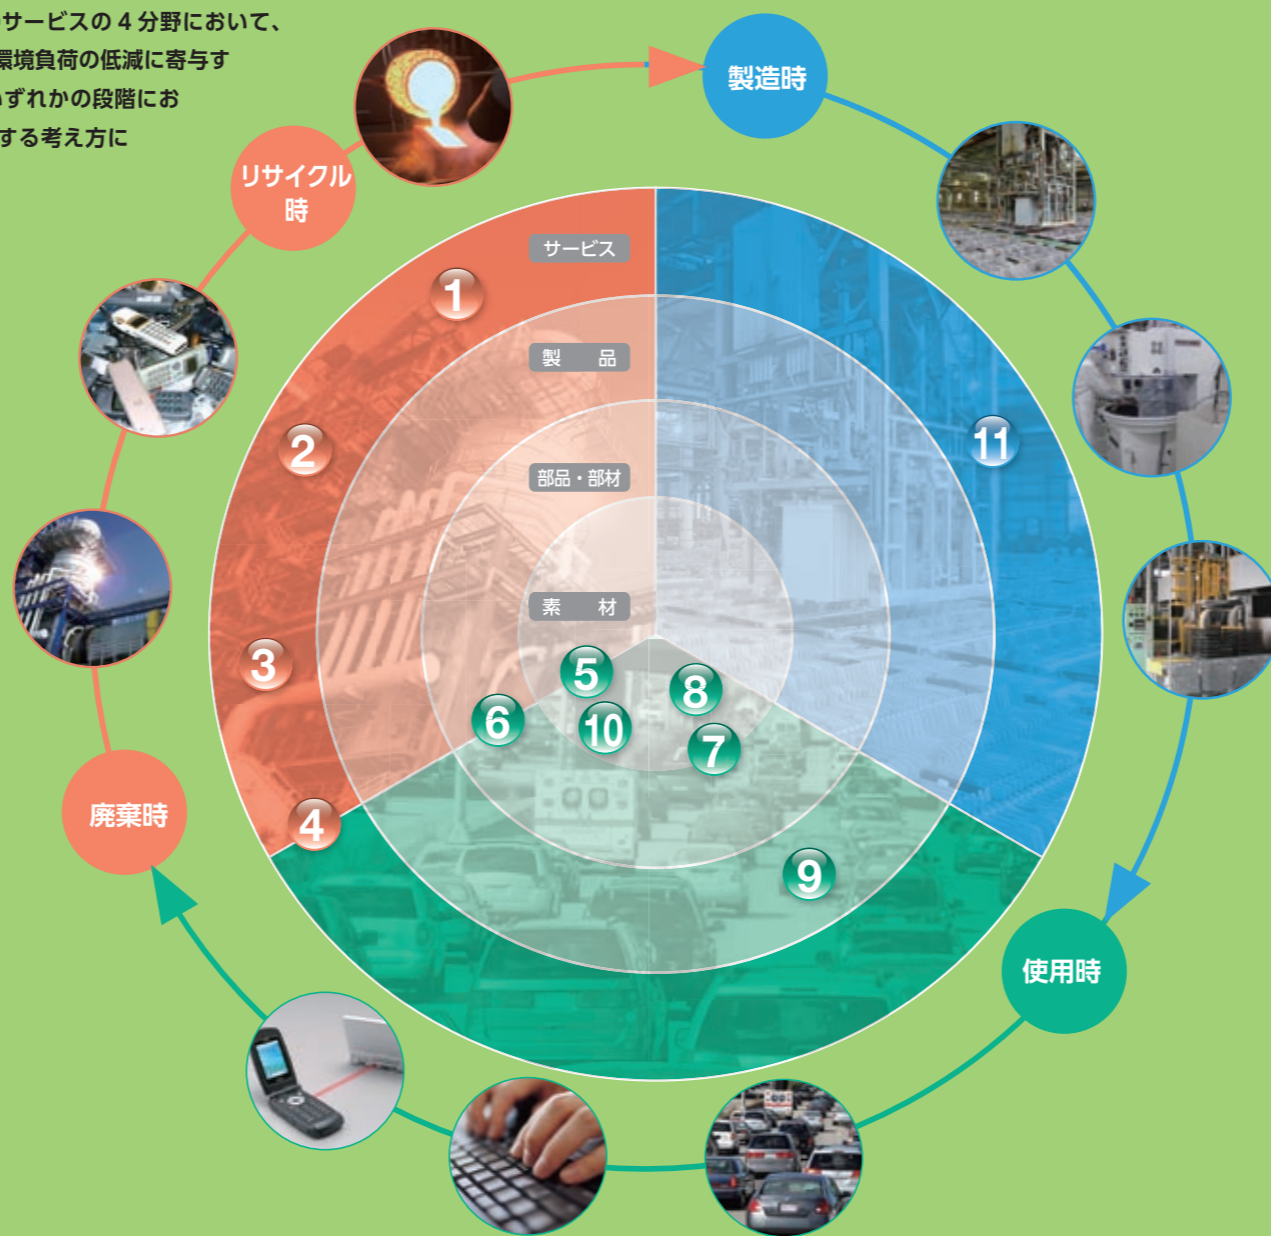 サービスの 4 分野において、
環境負荷の低減に寄与す
いずれかの段階にお
する考え方に
製造時
リサイクル
時
サービス
1
製　品
2
11
部品・部材
素　材
3
5
8
6
10
7
廃棄時
4
9
使用時